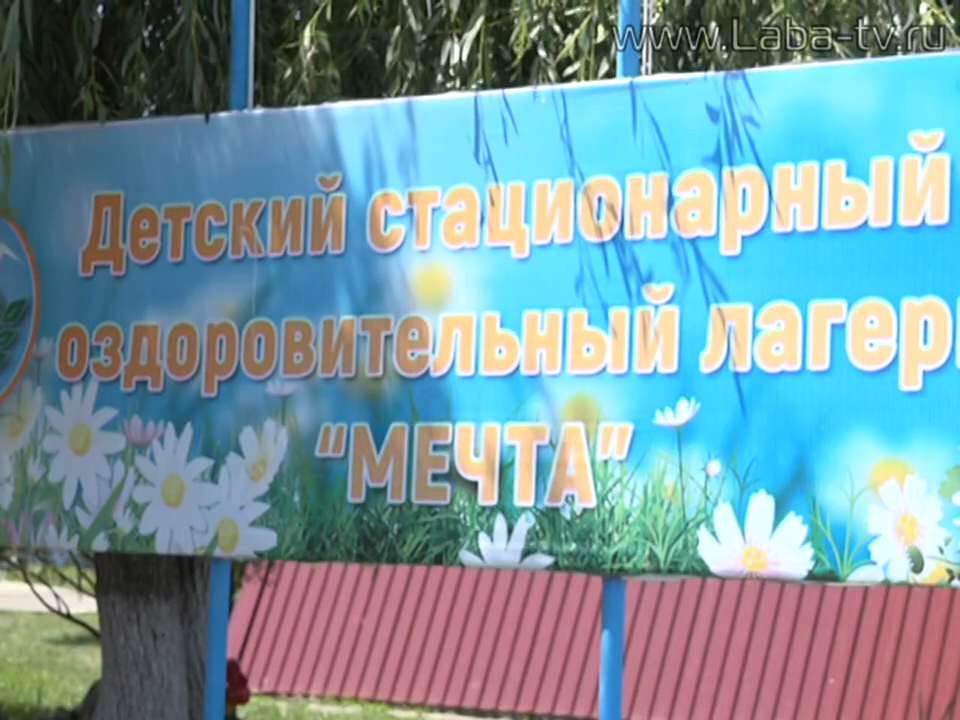 www.Laba-tv.ru
Детский стационарный
оздоровительный лагерь
"МЕЧТА"